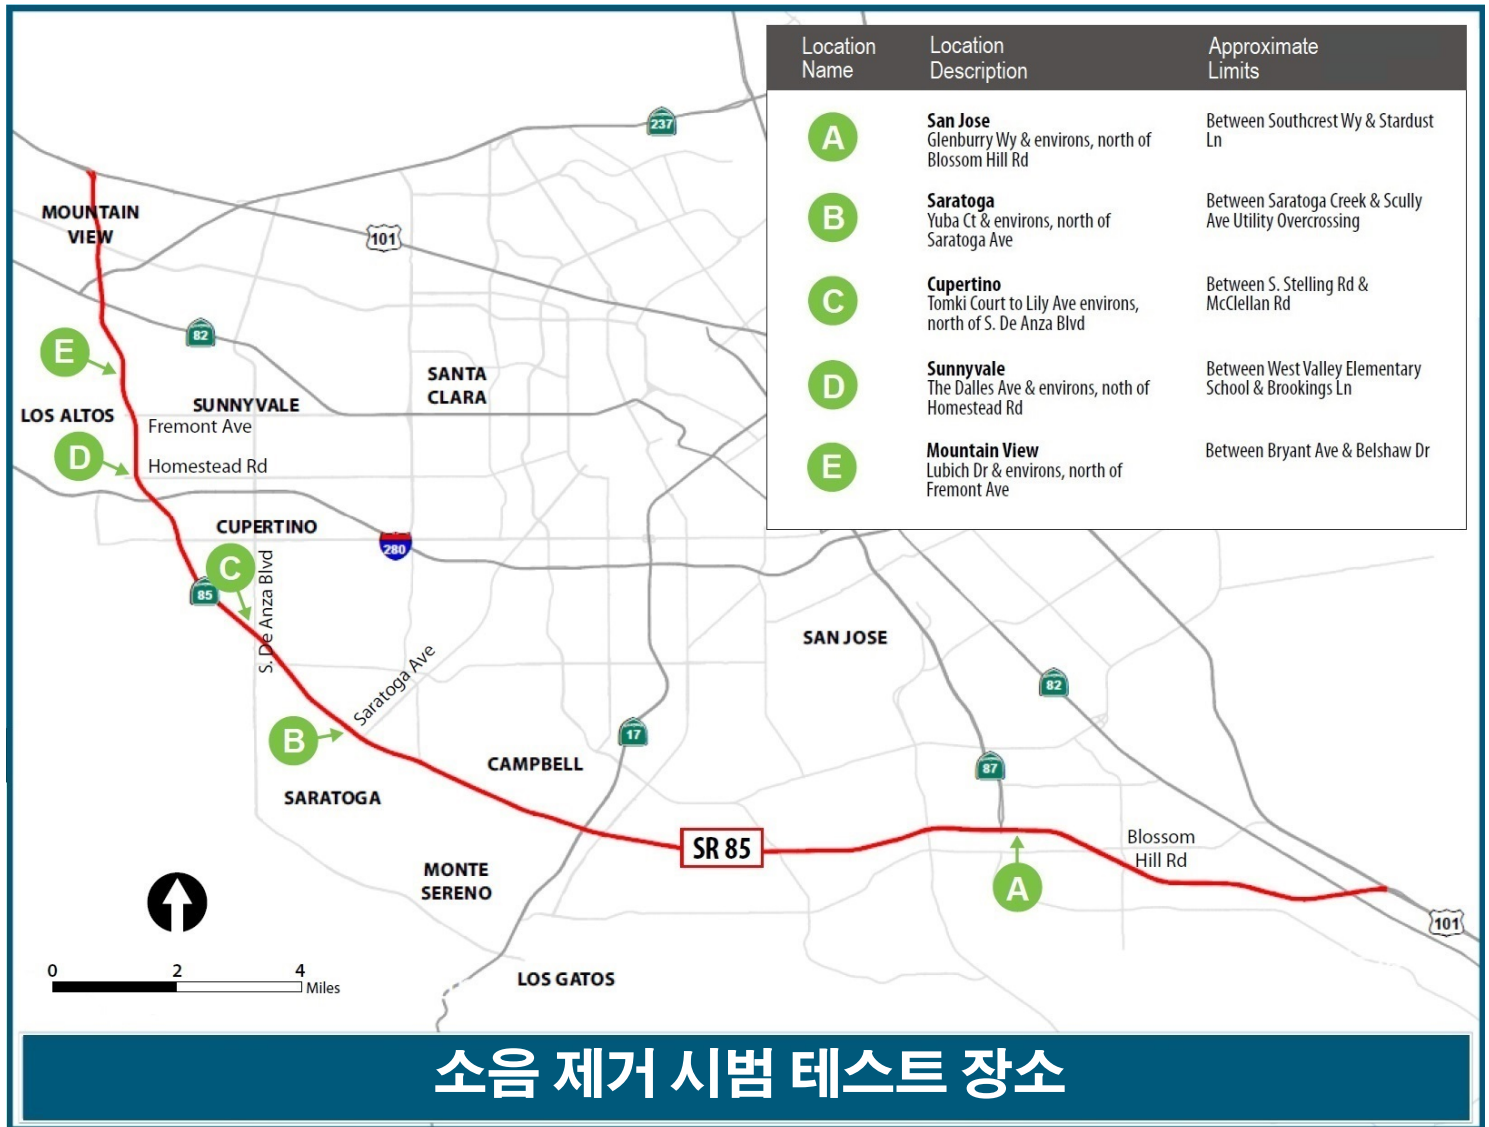 Location Name
Location Description
Approximate Limits
A
San Jose
Glenburry Wy & environs, north of
Blossom Hill Rd
Between Southcrest Wy & Stardust
Ln
B
Saratoga
Yuba Ct & environs, north of
Saratoga Ave
Between Saratoga Creek & Scully
Ave Utility Overcrossing
C
Cupertino
Tomki Court to Lily Ave environs,
north of S. De Anza Blvd
Between S. Stelling Rd &
McClellan Rd
D
Sunnyvale
The Dalles Ave & environs, noth of
Homestead Rd
Between West Valley Elementary
School & Brookings Ln
E
Mountain View
Lubich Dr & environs, north of
Fremont Ave
Between Bryant Ave & Belshaw Dr
237
MOUNTAIN
VIEW
101
82
E
SANTA
CLARA
SUNNYVALE
LOS ALTOS
Fremont Ave
D
Homestead Rd
CUPERTINO
280
C
85
S. De Anza Blvd
SAN JOSE
Saratoga Ave
82
B
17
CAMPBELL
87
SARATOGA
SR 85
Blossom
Hill Rd
MONTE
SERENO
A
101
0
2
4
Miles
LOS GATOS
소음 제거 시범 테스트 장소